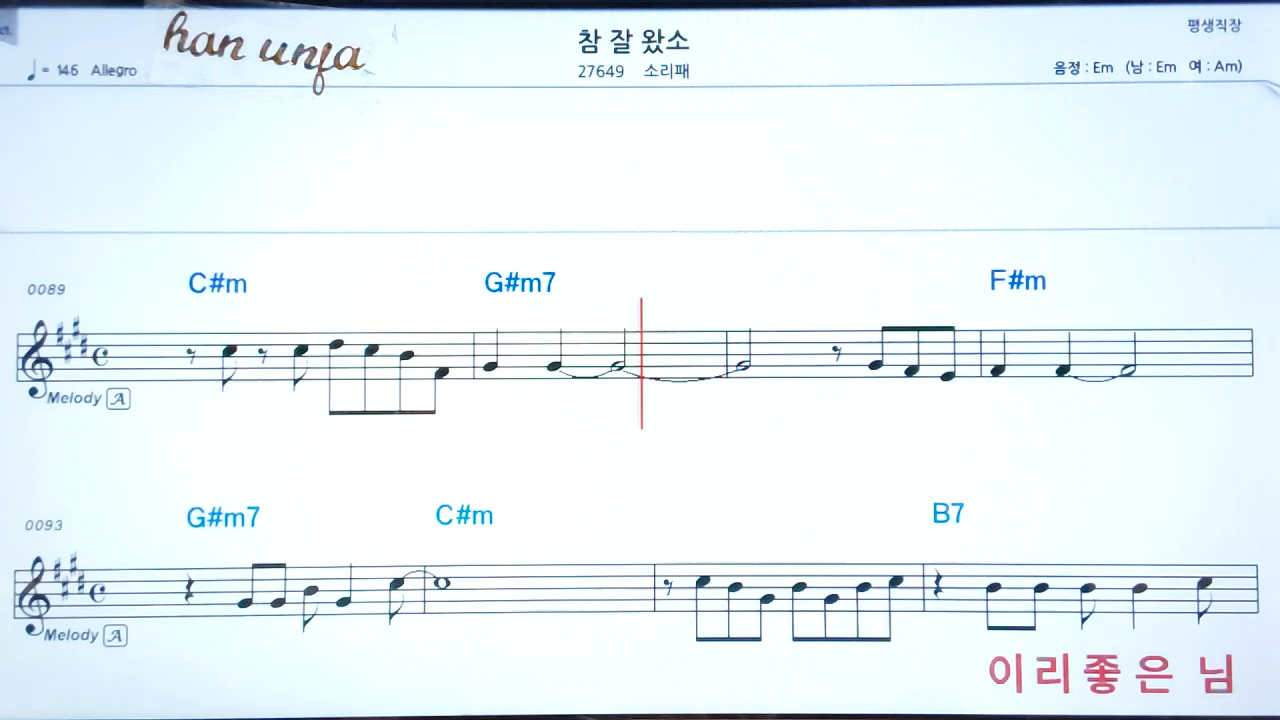 ct.
han unja
참 잘 왔소
평생직장
♩= 146 Allegro
27649 소리패
음정 : Em (남 : Em 여 : Am)
0089 C#m G#m7 F#m
Melody A
0093 G#m7 C#m B7
Melody A
이리좋은 님